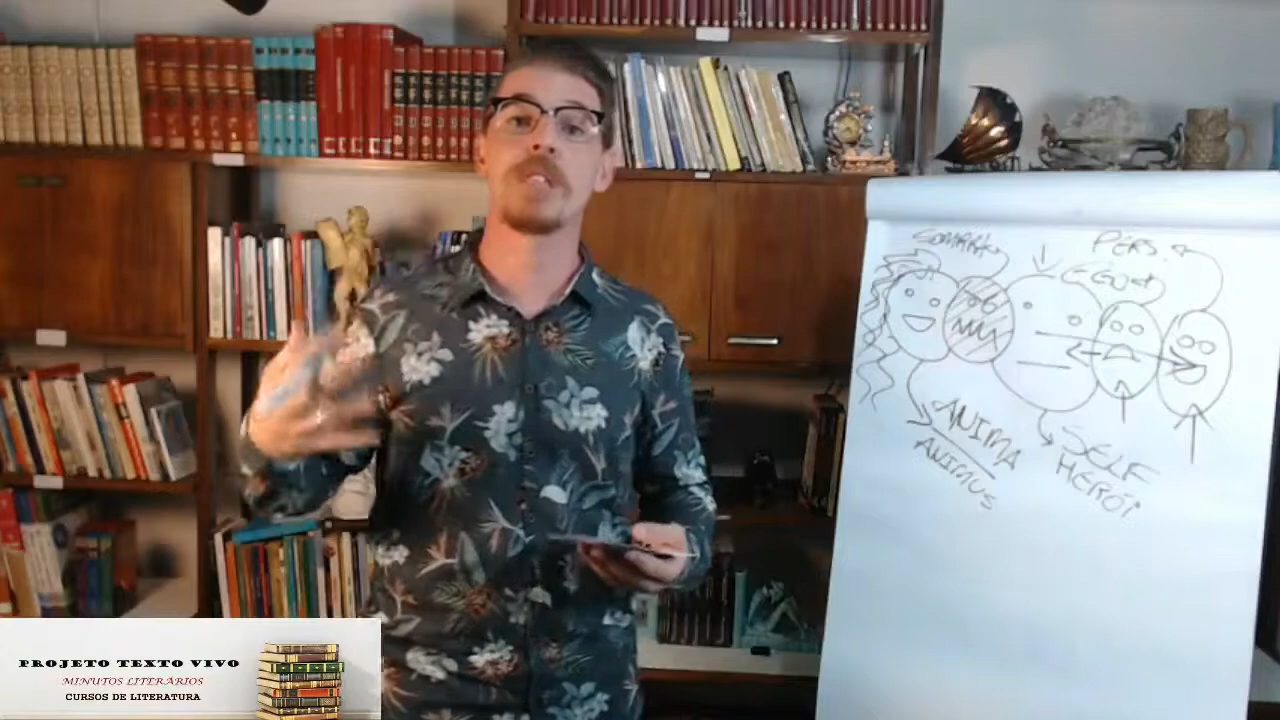 SOMBRA
PERS.
EGO
ANIMA
ANIMUS
SELF
HERÓI
PROJETO TEXTO VIVO
MINUTOS LITERÁRIOS
CURSOS DE LITERATURA